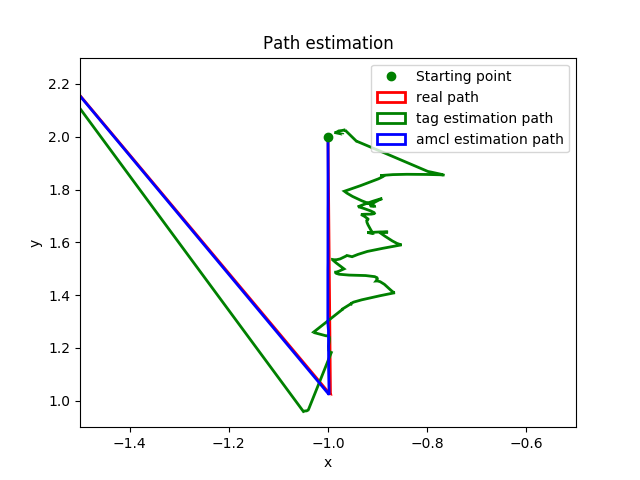 Path estimation
Starting point
real path
tag estimation path
amcl estimation path
y
2.2
2.0
1.8
1.6
1.4
1.2
1.0
−1.4
−1.2
−1.0
−0.8
−0.6
x